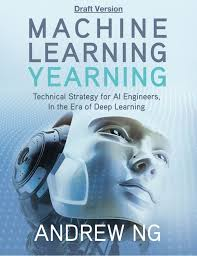 Draft Version
MACHINE
LEARNING
YEARNING
Technical Strategy for AI Engineers,
In the Era of Deep Learning
ANDREW NG